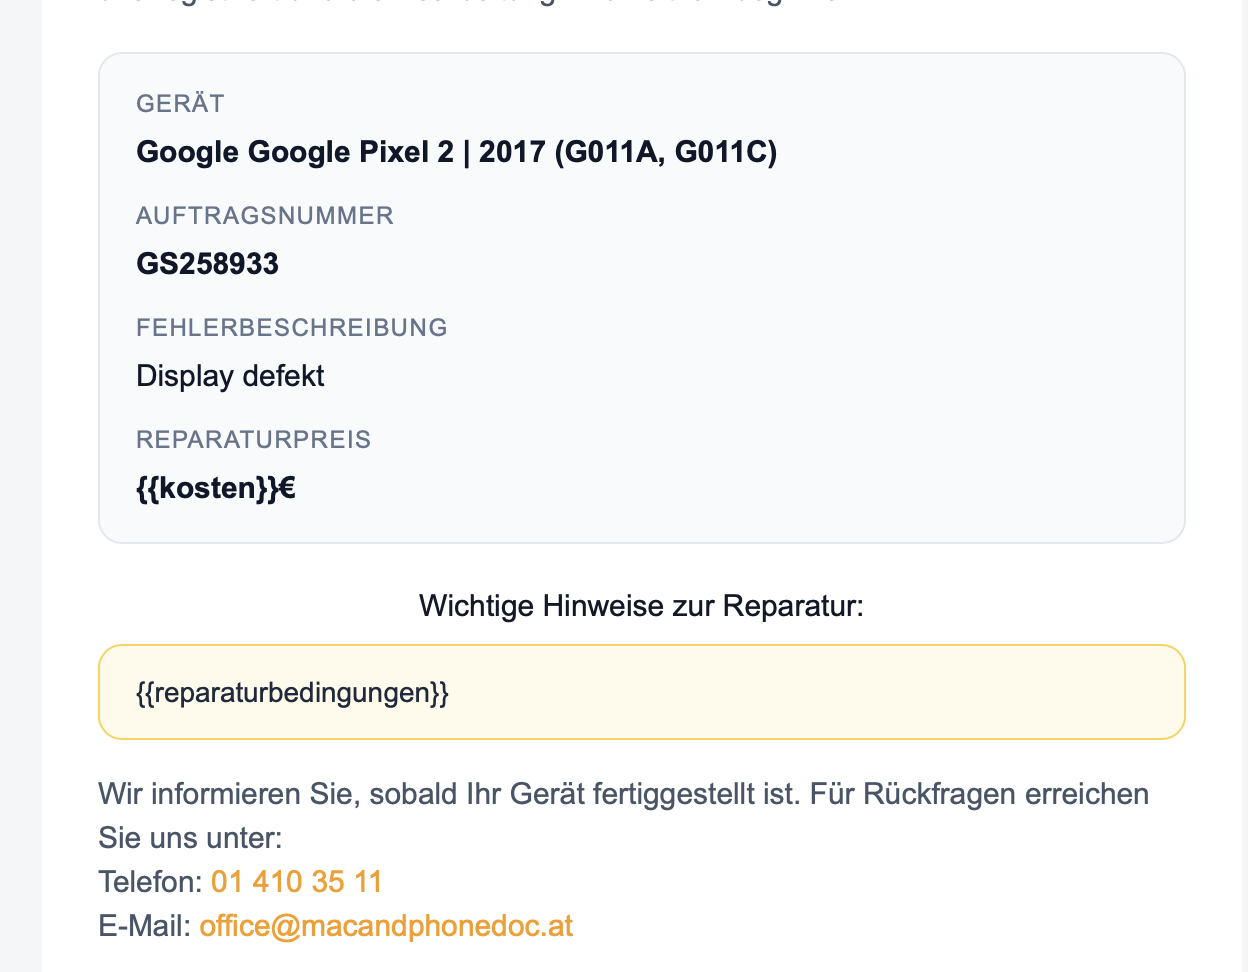 GERÄT
Google Google Pixel 2 | 2017 (G011A, G011C)
AUFTRAGSNUMMER
GS258933
FEHLERBESCHREIBUNG
Display defekt
REPARATURPREIS
{{kosten}}€
Wichtige Hinweise zur Reparatur:
{{reparaturbedingungen}}
Wir informieren Sie, sobald Ihr Gerät fertiggestellt ist. Für Rückfragen erreichen
Sie uns unter:
Telefon: 01 410 35 11
E-Mail: office@macandphonedoc.at